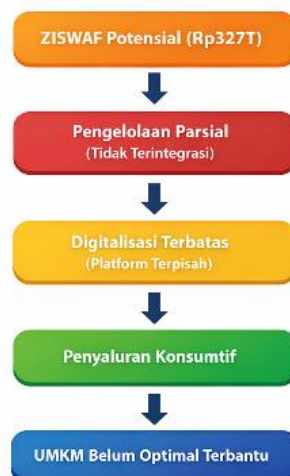 ZISWAF Potensial (Rp327T)
Pengelolaan Parsial
(Tidak Terintegrasi)
Digitalisasi Terbatas
(Platform Terpisah)
Penyaluran Konsumtif
UMKM Belum Optimal Terbantu